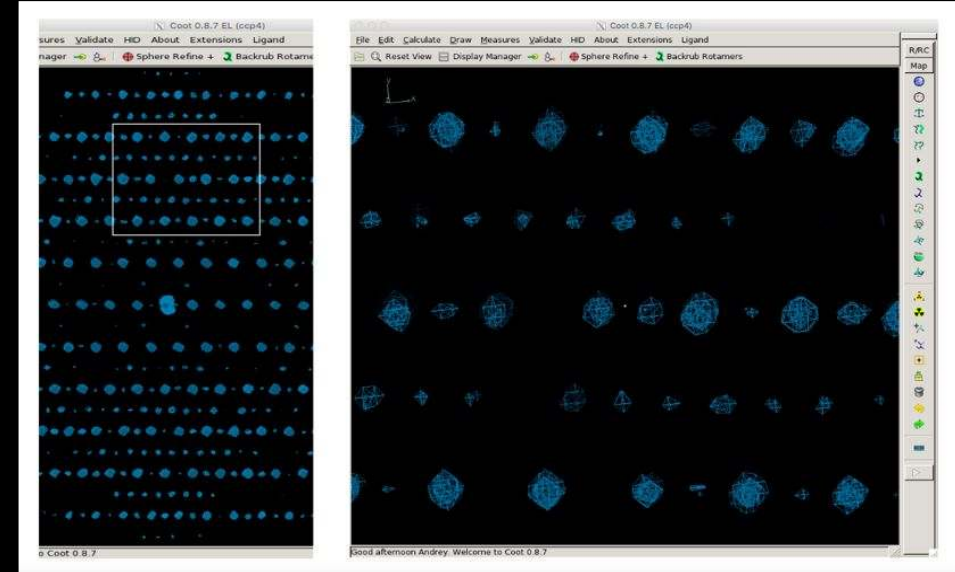 Coot 0.8.7 EL (ccp4)
sures Validate HID About Extensions Ligand
nager Sphere Refine + Backrub Rotame
o Coot 0.8.7
Coot 0.8.7 EL (ccp4)
File Edit Calculate Draw Measures Validate HID About Extensions Ligand
Reset View Display Manager Sphere Refine + Backrub Rotamers
R/RC
Map
Good afternoon Andrey. Welcome to Coot 0.8.7